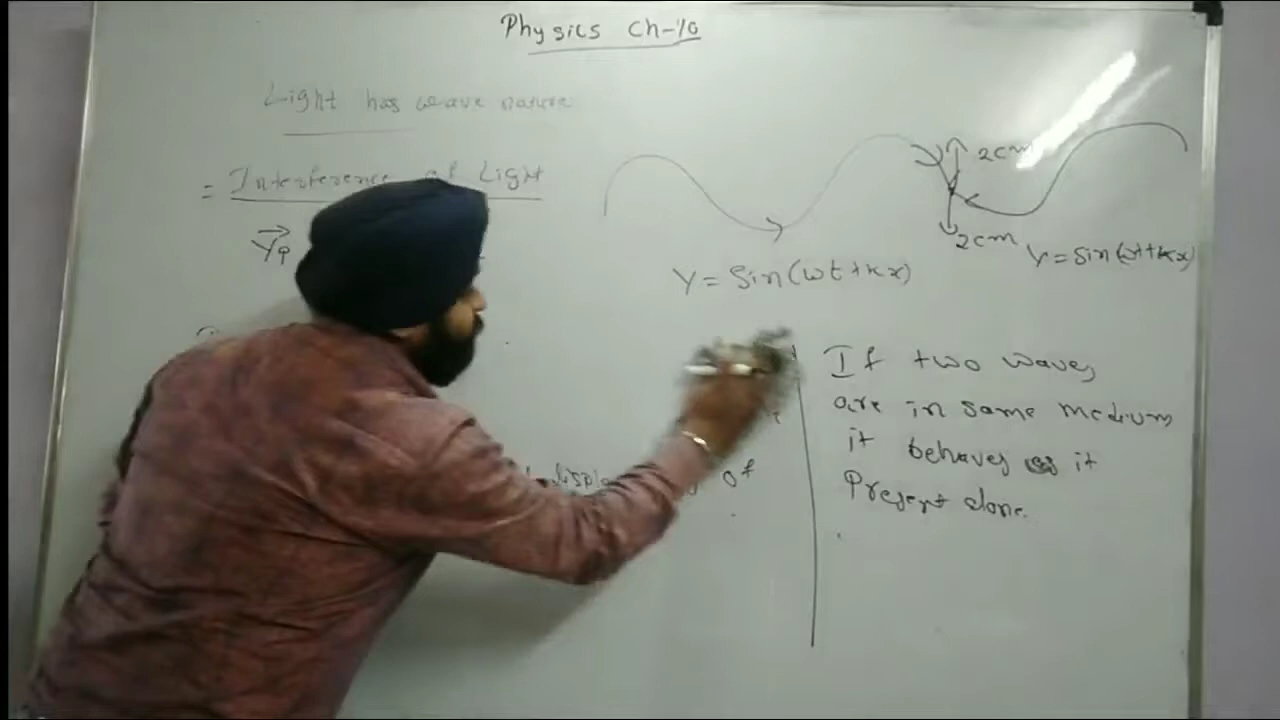 Physics Ch-10
Light has wave nature
= Interference of Light
2cm
2cm
Y = Sin(ωt+kx)
Y = Sin(ωt+kx)
If two waves
are in same medium
it behaves as it
Present alone.
of